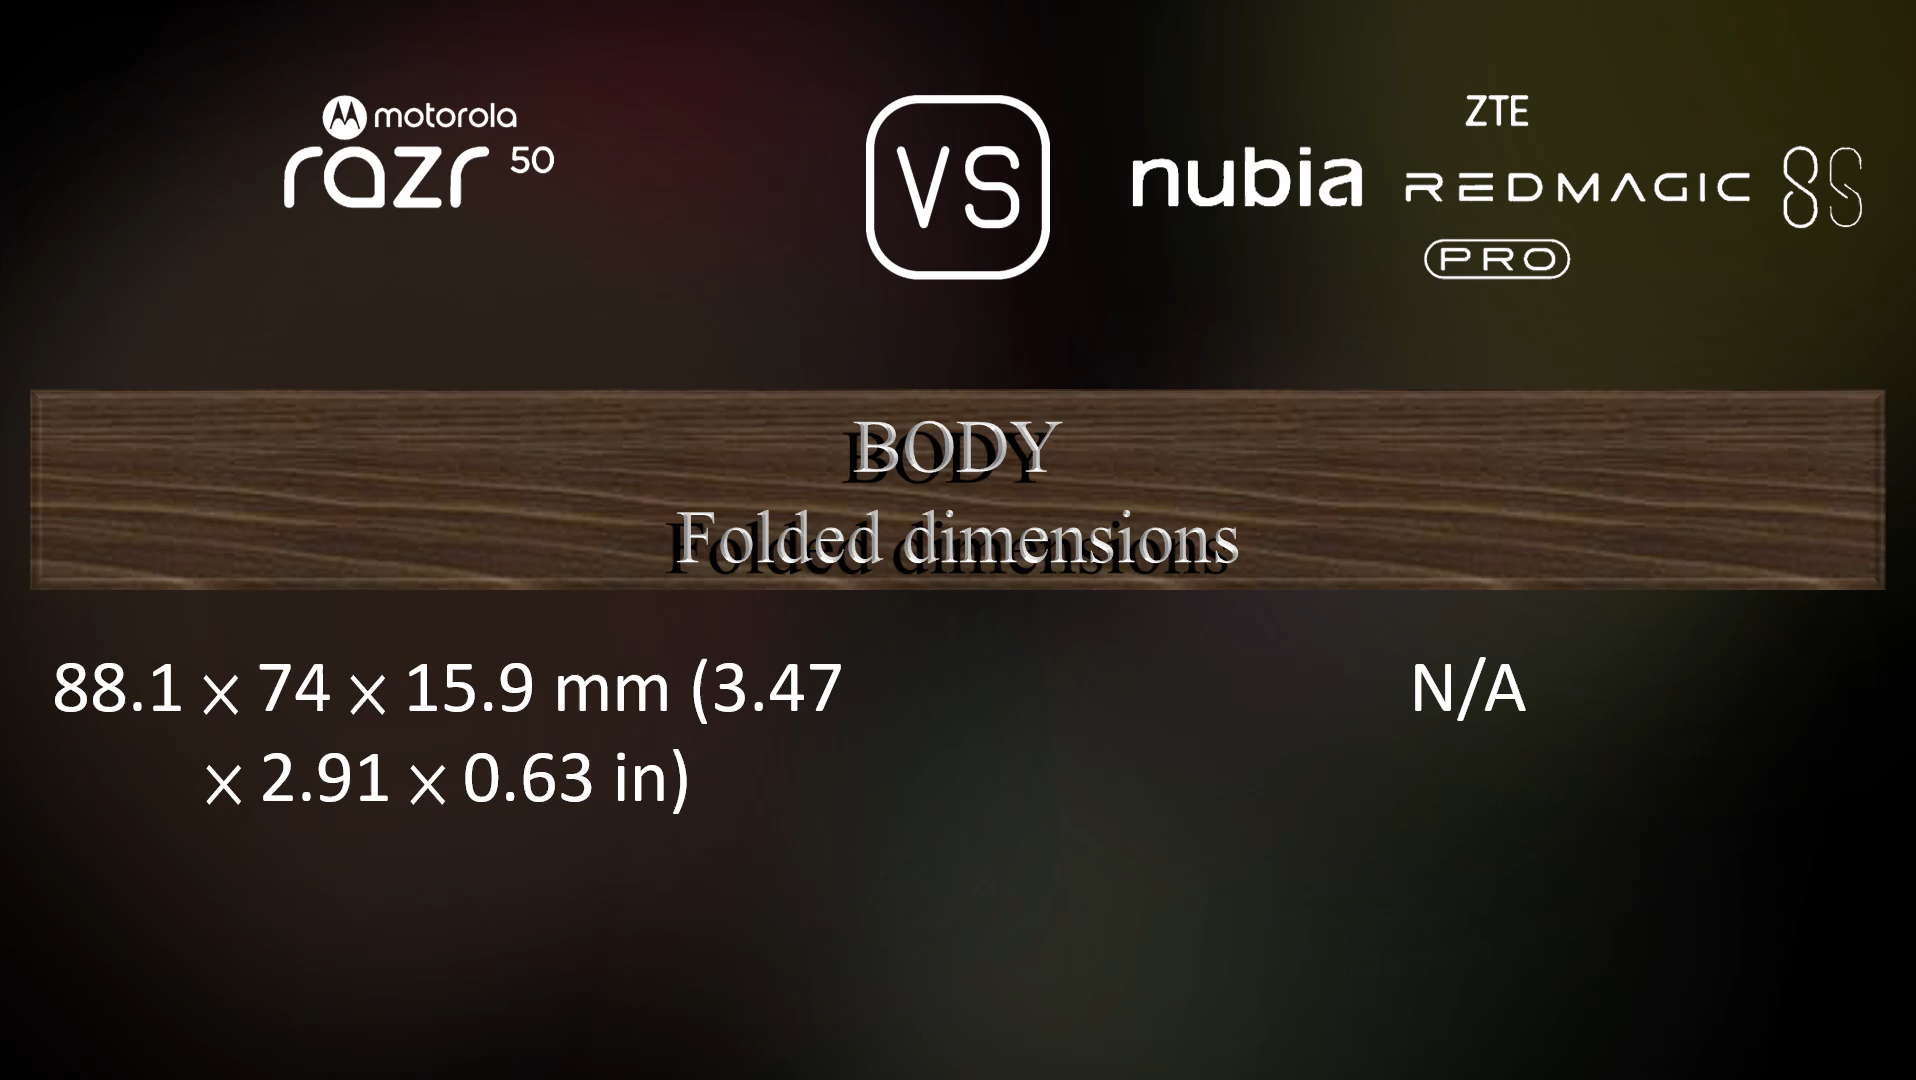 motorola
razr 50
VS
ZTE
nubia REDMAGIC 8S
PRO
BODY
Folded dimensions
88.1 x 74 x 15.9 mm (3.47
x 2.91 x 0.63 in)
N/A